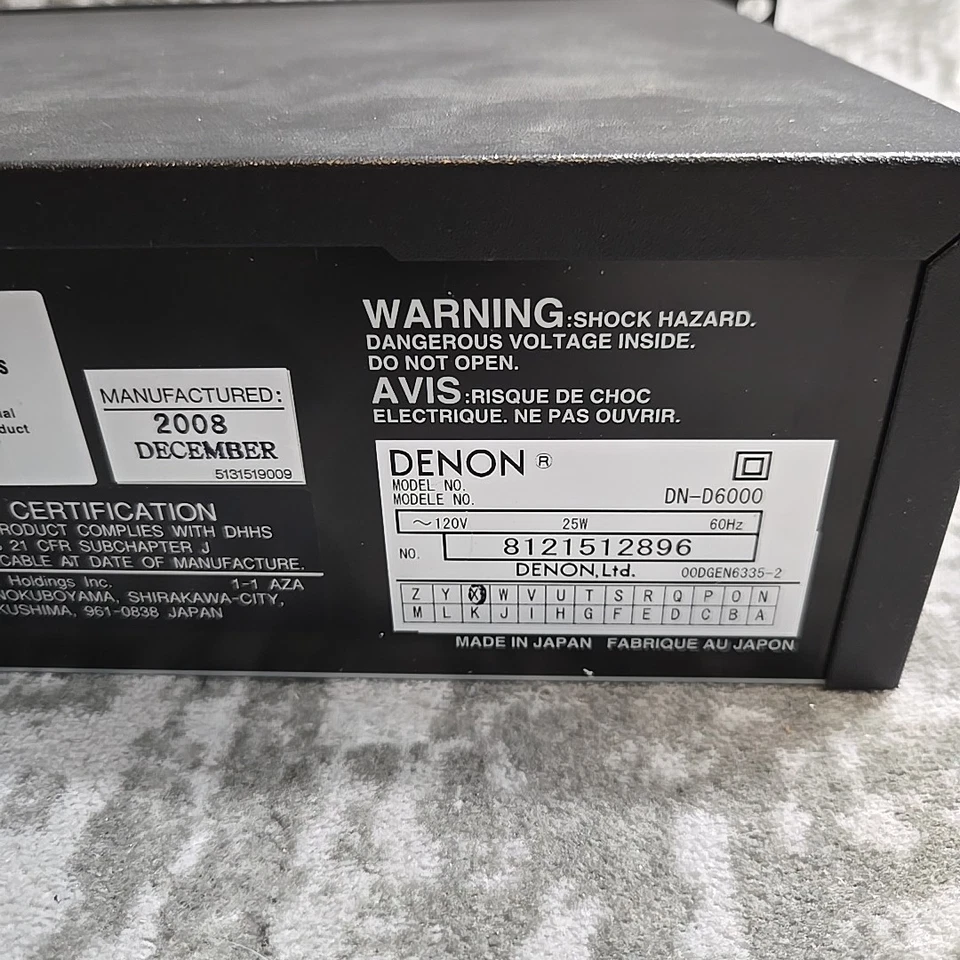 WARNING:SHOCK HAZARD.
DANGEROUS VOLTAGE INSIDE.
DO NOT OPEN.
AVIS:RISQUE DE CHOC
ELECTRIQUE. NE PAS OUVRIR.
MANUFACTURED:
2008
DECEMBER
5131519009
CERTIFICATION
PRODUCT COMPLIES WITH DHHS
21 CFR SUBCHAPTER J
CABLE AT DATE OF MANUFACTURE.
Holdings Inc. 1-1 AZA
NOKUBOYAMA, SHIRAKAWA-CITY,
KUSHIMA, 961-0838 JAPAN
DENON ®
MODEL NO.
MODELE NO. DN-D6000
~120V 25W 60Hz
NO. 8121512896
DENON, Ltd. 00DGEN6335-2
Z Y X W V U T S R Q P O N
M L K J I H G F E D C B A
MADE IN JAPAN FABRIQUE AU JAPON